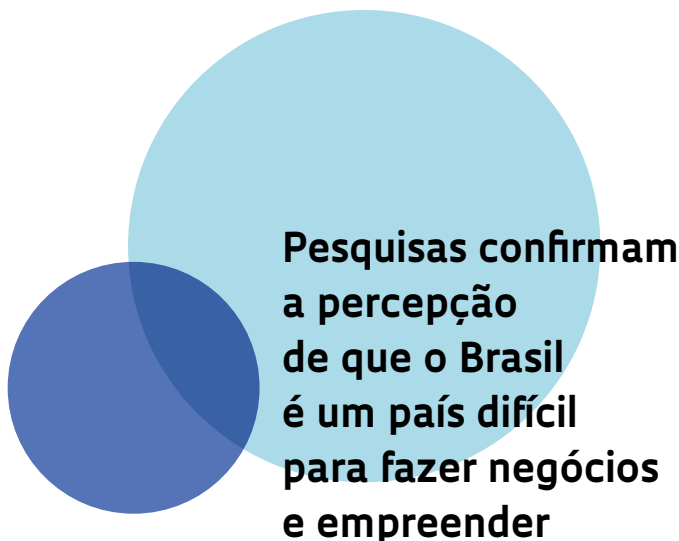 Pesquisas confirmam
a percepção
de que o Brasil
é um país difícil
para fazer negócios
e empreender